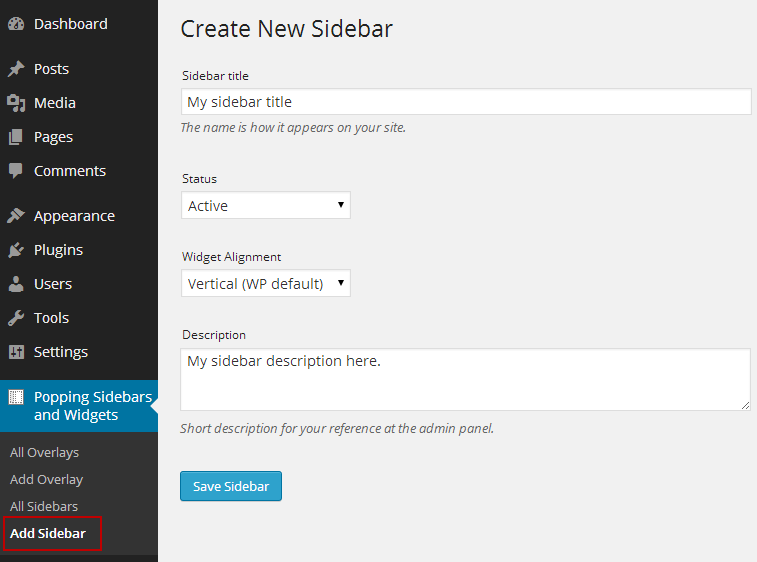 Dashboard
Posts
Media
Pages
Comments
Appearance
Plugins
Users
Tools
Settings
Popping Sidebars
and Widgets
All Overlays
Add Overlay
All Sidebars
Add Sidebar
Create New Sidebar
Sidebar title
My sidebar title
The name is how it appears on your site.
Status
Active
Widget Alignment
Vertical (WP default)
Description
My sidebar description here.
Short description for your reference at the admin panel.
Save Sidebar